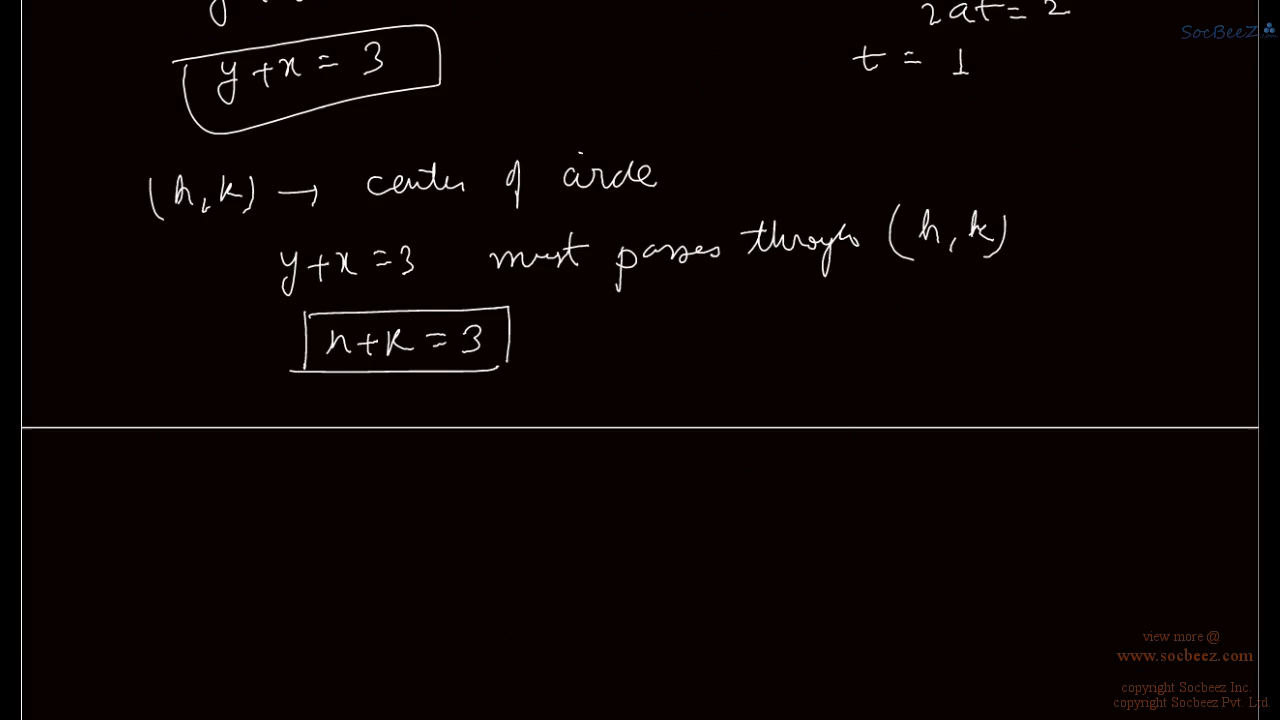 2at = 2
SocBeeZ
y + x = 3
t = 1
(h, k) → center of circle
y + x = 3 must passes through (h, k)
h + k = 3
view more @
www.socbeez.com
copyright Socbeez Inc.
copyright Socbeez Pvt. Ltd.